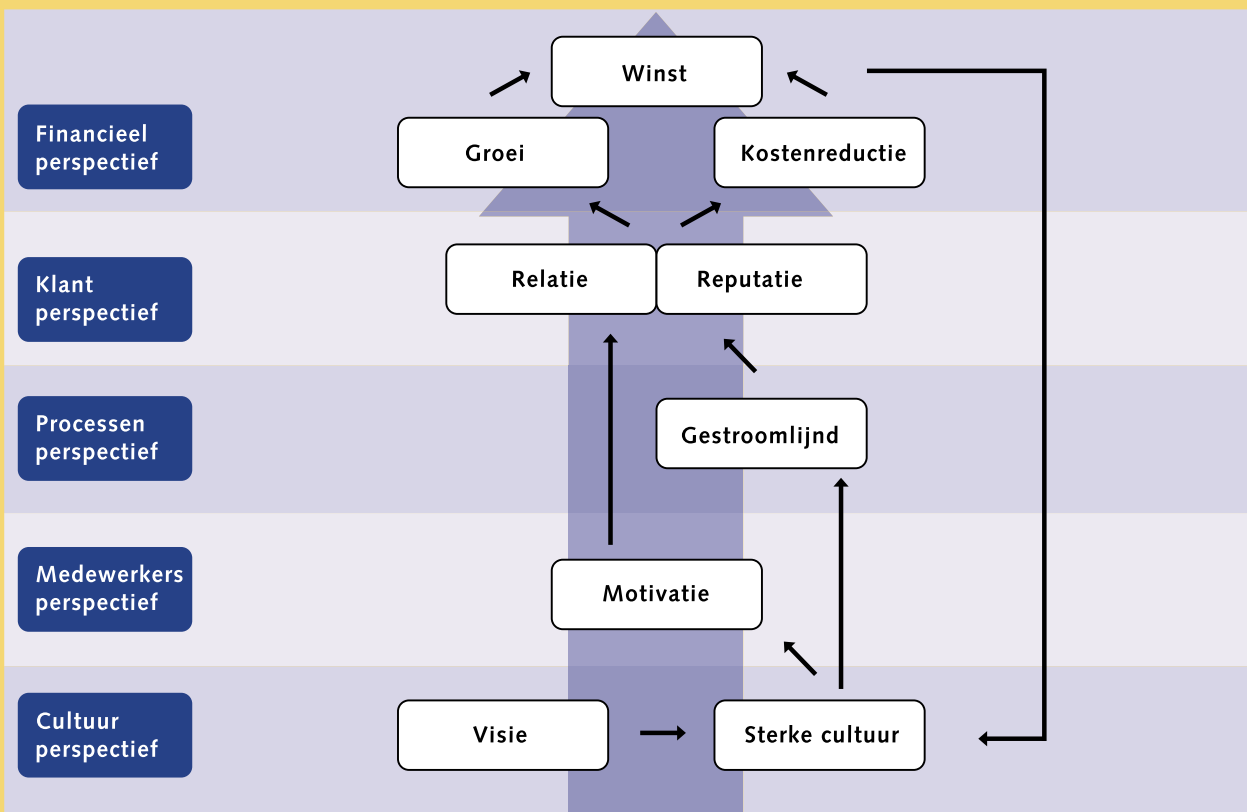 Winst
Financieel
perspectief
Groei
Kostenreductie
Klant
perspectief
Relatie
Reputatie
Processen
perspectief
Gestroomlijnd
Medewerkers
perspectief
Motivatie
Cultuur
perspectief
Visie
Sterke cultuur